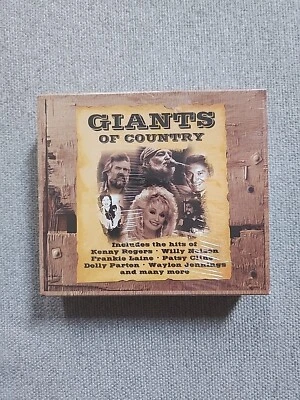 GIANTS
OF COUNTRY
Includes the hits of
Kenny Rogers · Willy Nelson
Frankie Laine · Patsy Cline
Dolly Parton · Waylon Jennings
and many more